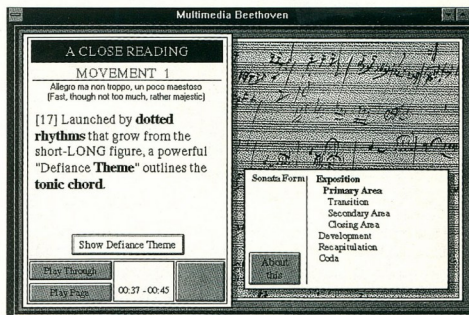 Multimedia Beethoven
A CLOSE READING
MOVEMENT 1
Allegro ma non troppo, un poco maestoso
(Fast, though not too much, rather majestic)
[17] Launched by dotted
rhythms that grow from the
short-LONG figure, a powerful
"Defiance Theme" outlines the
tonic chord.
Show Defiance Theme
Play Through
Play Page
00:37 - 00:45
Sonata Form
About
this
Exposition
Primary Area
Transition
Secondary Area
Closing Area
Development
Recapitulation
Coda